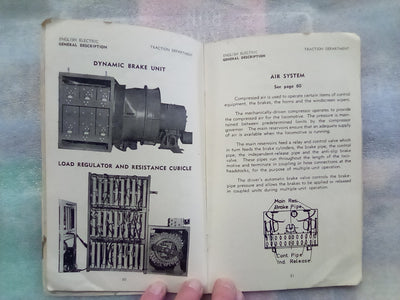 ENGLISH ELECTRIC
GENERAL DESCRIPTION
TRACTION DEPARTMENT
DYNAMIC BRAKE UNIT
LOAD REGULATOR AND RESISTANCE CUBICLE
ENGLISH ELECTRIC
GENERAL DESCRIPTION
TRACTION DEPARTMENT
AIR SYSTEM
See page 60
Compressed air is used to operate certain items of control
equipment, the brakes, the horns and the windscreen wipers.
The mechanically-driven compressor operates to provide
the compressed air for the locomotive. The pressure is main-
tained between predetermined limits by the compressor
governor. The main reservoirs ensure that an adequate supply
of air is available when the locomotive is running.
The main reservoirs feed a relay and control valve which
in turn feeds the brake cylinders, the brake pipe, the control
pipe, the independent-release pipe and the anti-slip brake
valve. These pipes run throughout the length of the loco-
motive and terminate in coupling or hose connections at the
headstocks, for the purpose of multiple-unit operation.
The driver's automatic brake valve controls the brake-
pipe pressure and allows the brakes to be applied or released
in coupled units during multiple-unit operation.
Main Res.
Brake Pipe
Cont. Pipe
Ind. Release